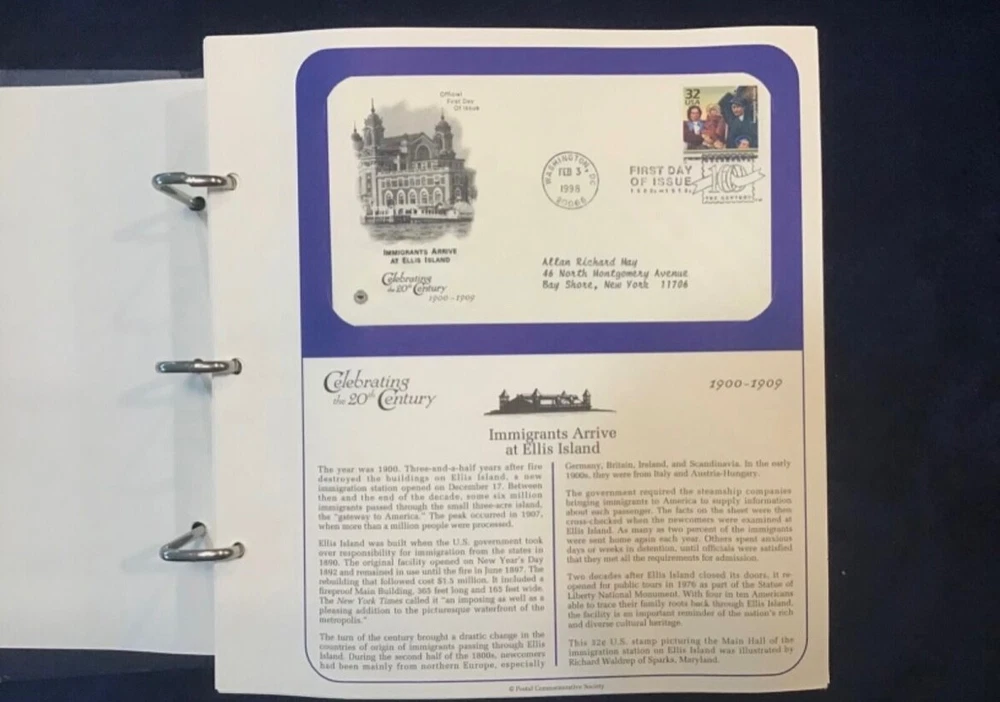 Official
First Day
Of Issue
32
USA
WASHINGTON, DC
FEB 3
1998
20066
FIRST DAY
OF ISSUE
100
THE CENTURY
IMMIGRANTS ARRIVE
AT ELLIS ISLAND
Celebrating
the 20th Century
1900-1909
Allan Richard May
46 North Montgomery Avenue
Bay Shore, New York 11706
Celebrating
the 20th Century
1900-1909
Immigrants Arrive
at Ellis Island
The year was 1900. Three-and-a-half years after fire
destroyed the buildings on Ellis Island, a new
immigration station opened on December 17. Between
then and the end of the decade, some six million
immigrants passed through the small three-acre island,
the "gateway to America." The peak occurred in 1907,
when more than a million people were processed.
Ellis Island was built when the U.S. government took
over responsibility for immigration from the states in
1890. The original facility opened on New Year's Day
1892 and remained in use until the fire in June 1897. The
rebuilding that followed cost $1.5 million. It included a
fireproof Main Building, 365 feet long and 165 feet wide.
The New York Times called it "an imposing as well as a
pleasing addition to the picturesque waterfront of the
metropolis."
The turn of the century brought a drastic change in the
countries of origin of immigrants passing through Ellis
Island. During the second half of the 1800s, newcomers
had been mainly from northern Europe, especially
Germany, Britain, Ireland, and Scandinavia. In the early
1900s, they were from Italy and Austria-Hungary.
The government required the steamship companies
bringing immigrants to America to supply information
about each passenger. The facts on the sheet were then
cross-checked when the newcomers were examined at
Ellis Island. As many as two percent of the immigrants
were sent home again each year. Others spent anxious
days or weeks in detention, until officials were satisfied
that they met all the requirements for admission.
Two decades after Ellis Island closed its doors, it re-
opened for public tours in 1976 as part of the Statue of
Liberty National Monument. With four in ten Americans
able to trace their family roots back through Ellis Island,
the facility is an important reminder of the nation's rich
and diverse cultural heritage.
This 32¢ U.S. stamp picturing the Main Hall of the
immigration station on Ellis Island was illustrated by
Richard Waldrep of Sparks, Maryland.
© Postal Commemorative Society